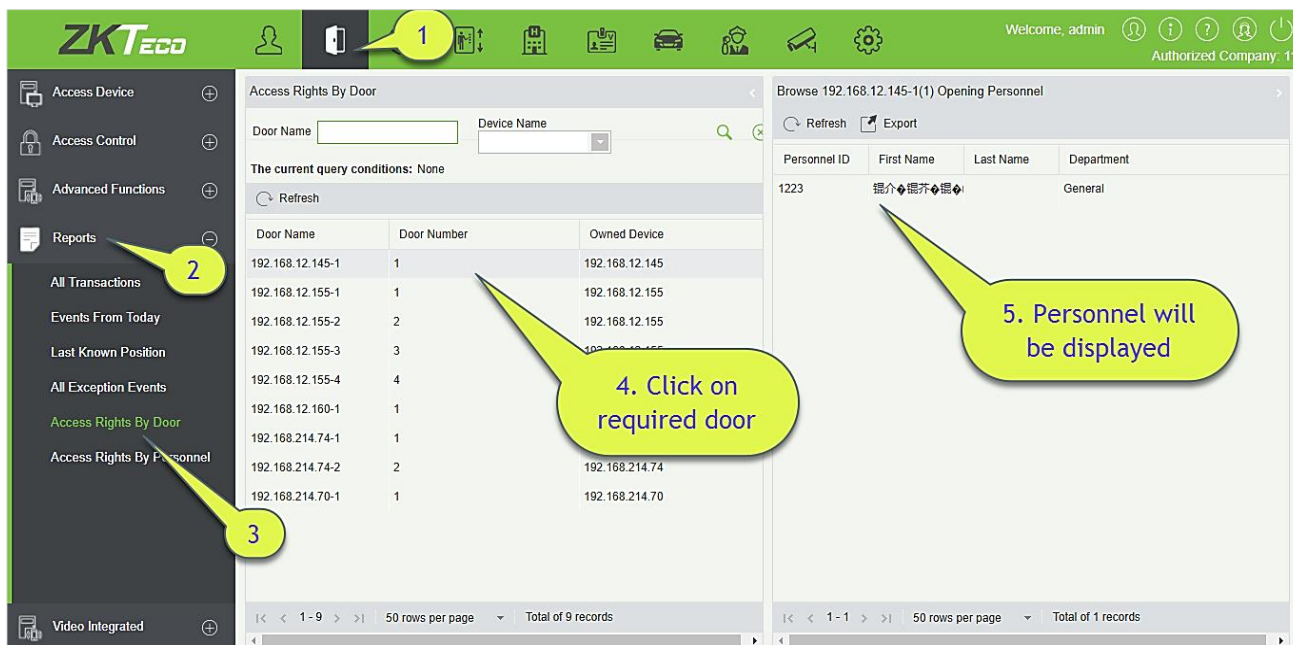 ZKTECO
1
Welcome, admin
Authorized Company: 1
Access Device
Access Control
Advanced Functions
Reports
2
All Transactions
Events From Today
Last Known Position
All Exception Events
Access Rights By Door
Access Rights By Personnel
3
Video Integrated
Access Rights By Door
Door Name
Device Name
The current query conditions: None
Refresh
Door Name Door Number Owned Device
192.168.12.145-1 1 192.168.12.145
192.168.12.155-1 1 192.168.12.155
192.168.12.155-2 2 192.168.12.155
192.168.12.155-3 3
192.168.12.155-4 4
192.168.12.160-1 1
192.168.214.74-1 1
192.168.214.74-2 2 192.168.214.74
192.168.214.70-1 1 192.168.214.70
4. Click on
required door
1 - 9 50 rows per page Total of 9 records
Browse 192.168.12.145-1(1) Opening Personnel
Refresh Export
Personnel ID First Name Last Name Department
1223 锟介�锟芥�锟� General
5. Personnel will
be displayed
1 - 1 50 rows per page Total of 1 records